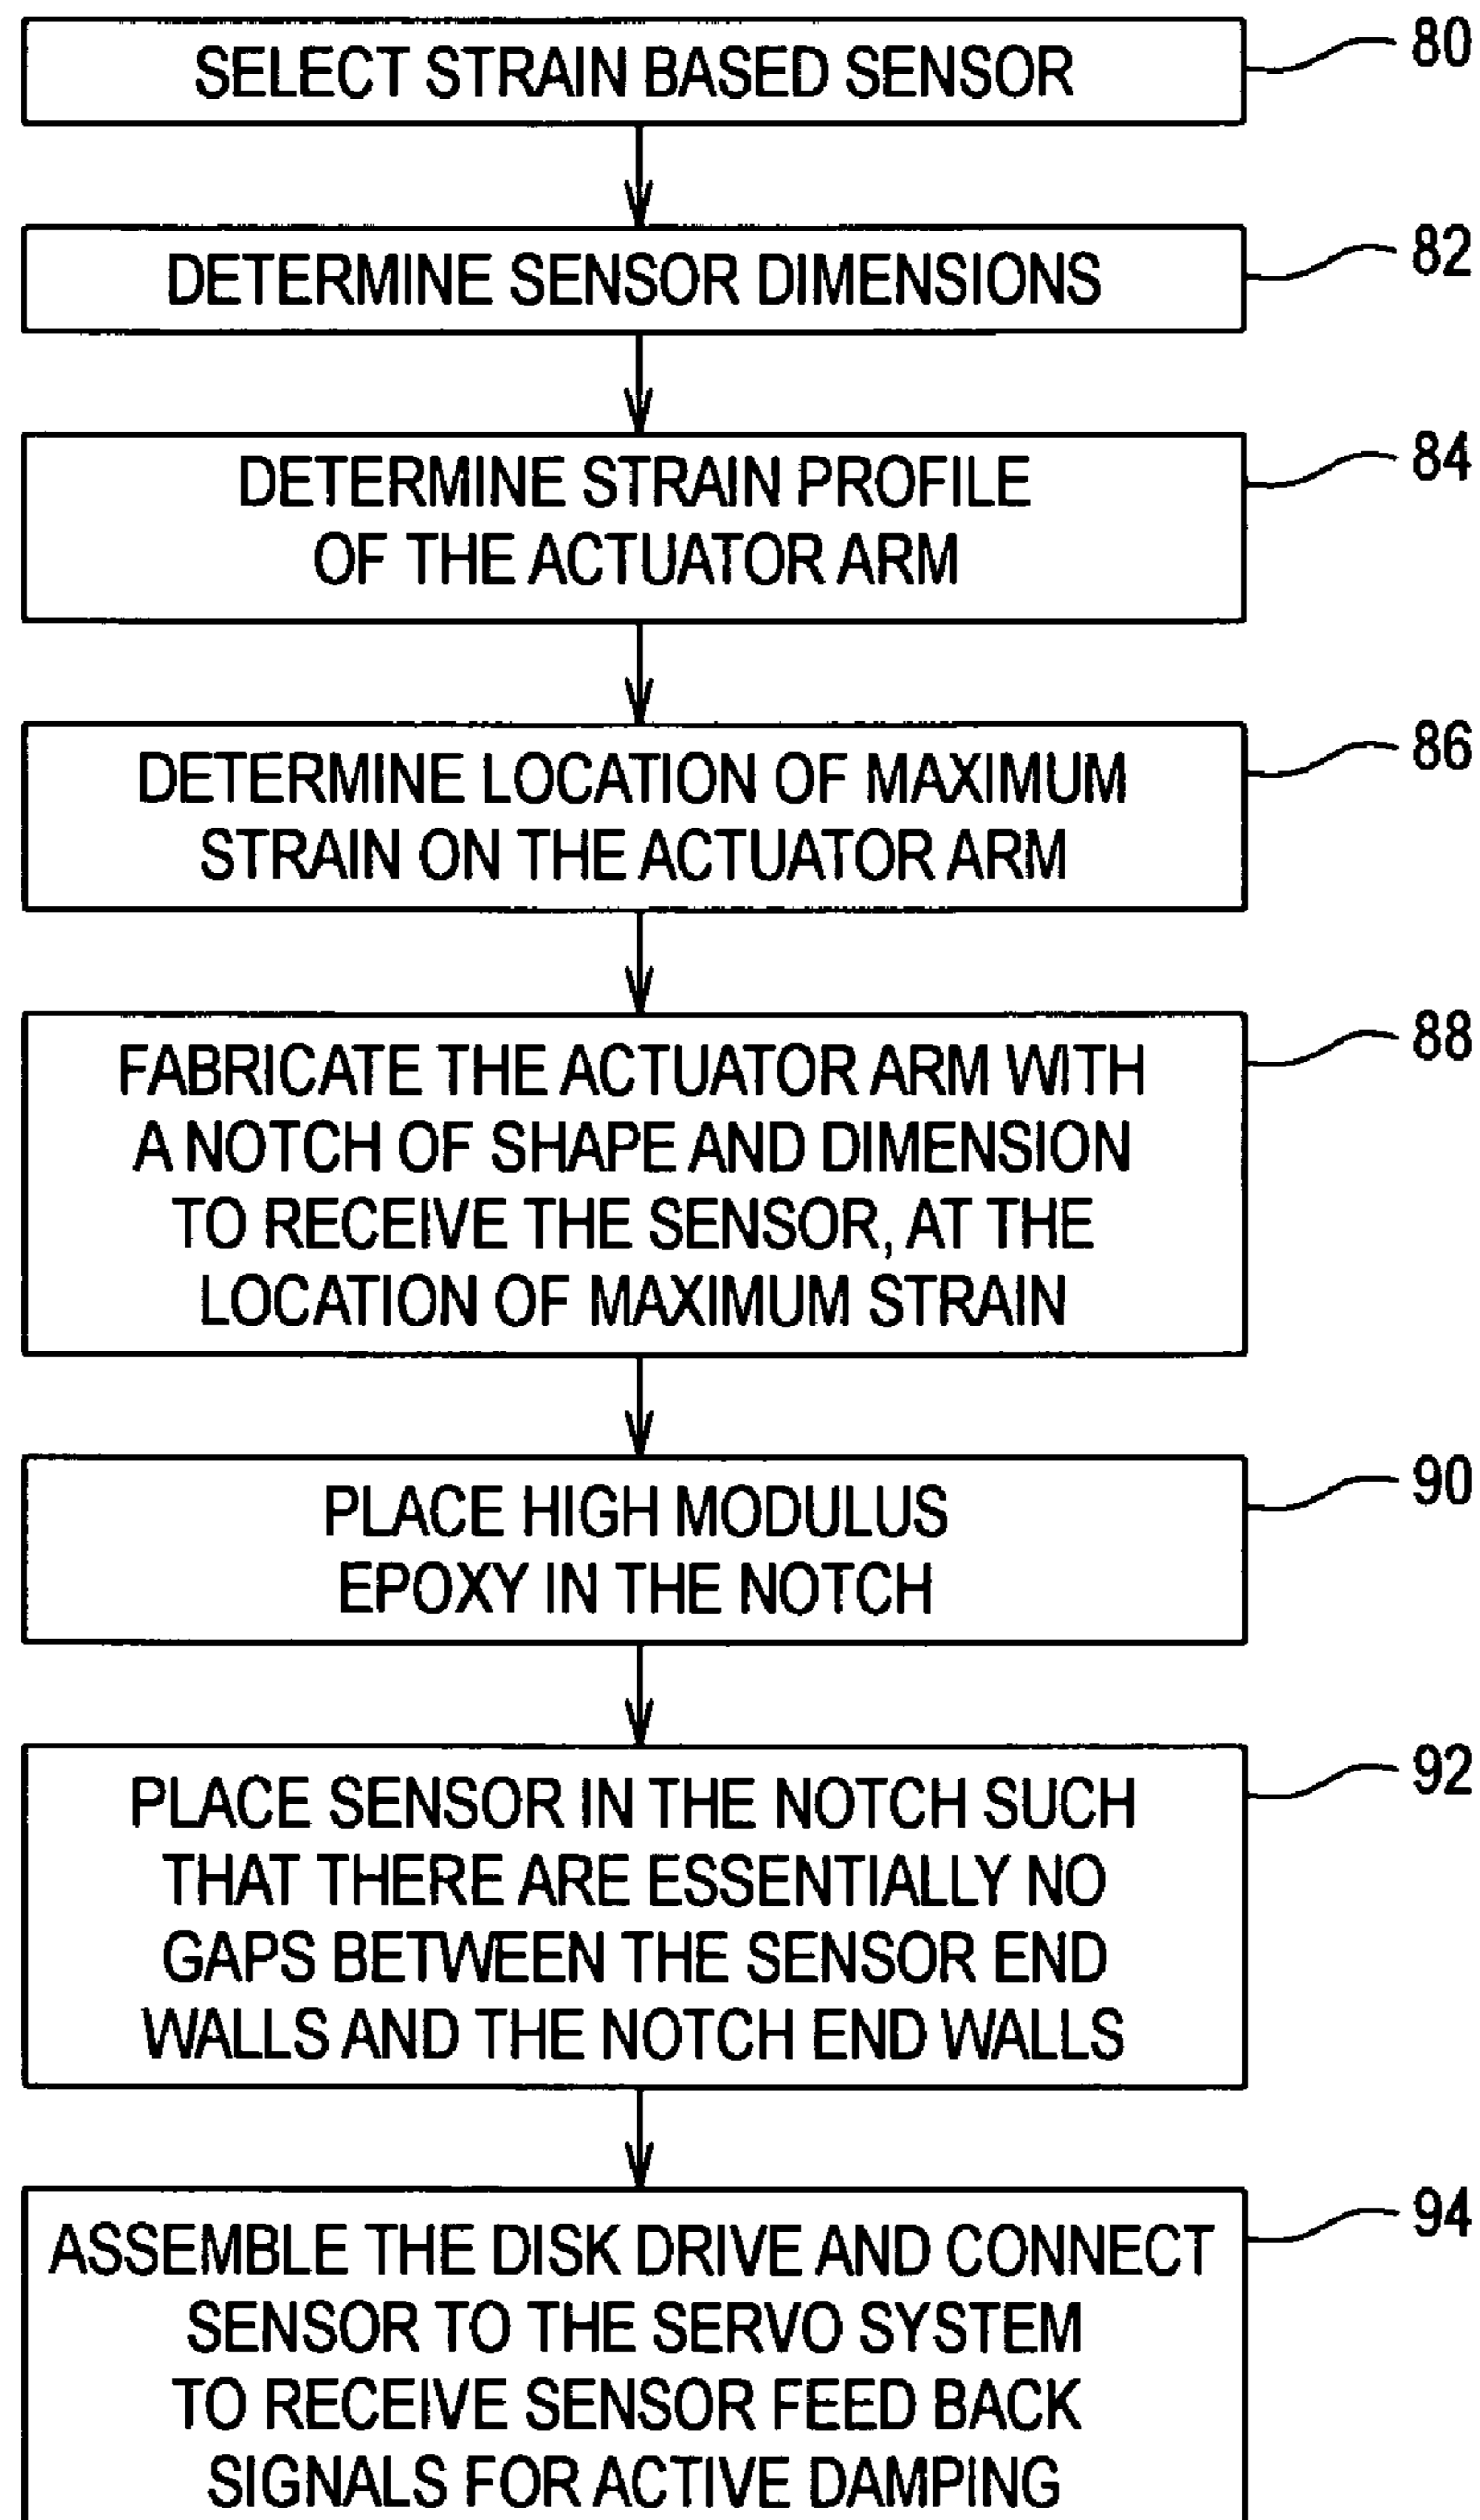 SELECT STRAIN BASED SENSOR
80
DETERMINE SENSOR DIMENSIONS
82
DETERMINE STRAIN PROFILE
OF THE ACTUATOR ARM
84
DETERMINE LOCATION OF MAXIMUM
STRAIN ON THE ACTUATOR ARM
86
FABRICATE THE ACTUATOR ARM WITH
A NOTCH OF SHAPE AND DIMENSION
TO RECEIVE THE SENSOR, AT THE
LOCATION OF MAXIMUM STRAIN
88
PLACE HIGH MODULUS
EPOXY IN THE NOTCH
90
PLACE SENSOR IN THE NOTCH SUCH
THAT THERE ARE ESSENTIALLY NO
GAPS BETWEEN THE SENSOR END
WALLS AND THE NOTCH END WALLS
92
ASSEMBLE THE DISK DRIVE AND CONNECT
SENSOR TO THE SERVO SYSTEM
TO RECEIVE SENSOR FEED BACK
SIGNALS FOR ACTIVE DAMPING
94